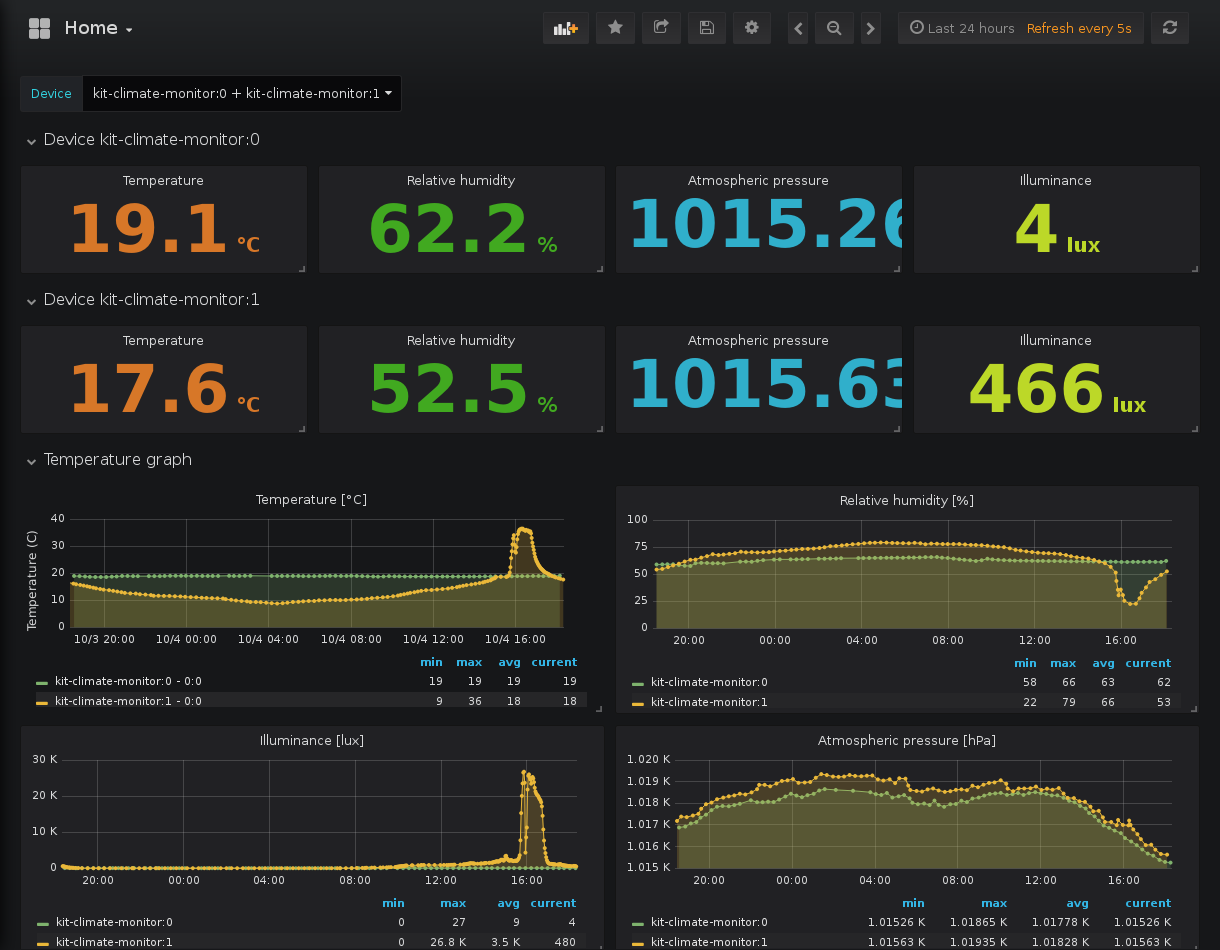 Home
Last 24 hours Refresh every 5s
Device kit-climate-monitor:0 + kit-climate-monitor:1
Device kit-climate-monitor:0
Temperature Relative humidity Atmospheric pressure Illuminance
19.1 °C 62.2 % 1015.26 4 lux
Device kit-climate-monitor:1
Temperature Relative humidity Atmospheric pressure Illuminance
17.6 °C 52.5 % 1015.63 466 lux
Temperature graph
Temperature [°C]
Temperature (C)
40
30
20
10
0
10/3 20:00 10/4 00:00 10/4 04:00 10/4 08:00 10/4 12:00 10/4 16:00
min max avg current
kit-climate-monitor:0 - 0:0 19 19 19 19
kit-climate-monitor:1 - 0:0 9 36 18 18
Relative humidity [%]
100
75
50
25
0
20:00 00:00 04:00 08:00 12:00 16:00
min max avg current
kit-climate-monitor:0 58 66 63 62
kit-climate-monitor:1 22 79 66 53
Illuminance [lux]
30 K
20 K
10 K
0
20:00 00:00 04:00 08:00 12:00 16:00
min max avg current
kit-climate-monitor:0 0 27 9 4
kit-climate-monitor:1 0 26.8 K 3.5 K 480
Atmospheric pressure [hPa]
1.020 K
1.019 K
1.018 K
1.017 K
1.016 K
1.015 K
20:00 00:00 04:00 08:00 12:00 16:00
min max avg current
kit-climate-monitor:0 1.01526 K 1.01865 K 1.01778 K 1.01526 K
kit-climate-monitor:1 1.01563 K 1.01935 K 1.01828 K 1.01563 K